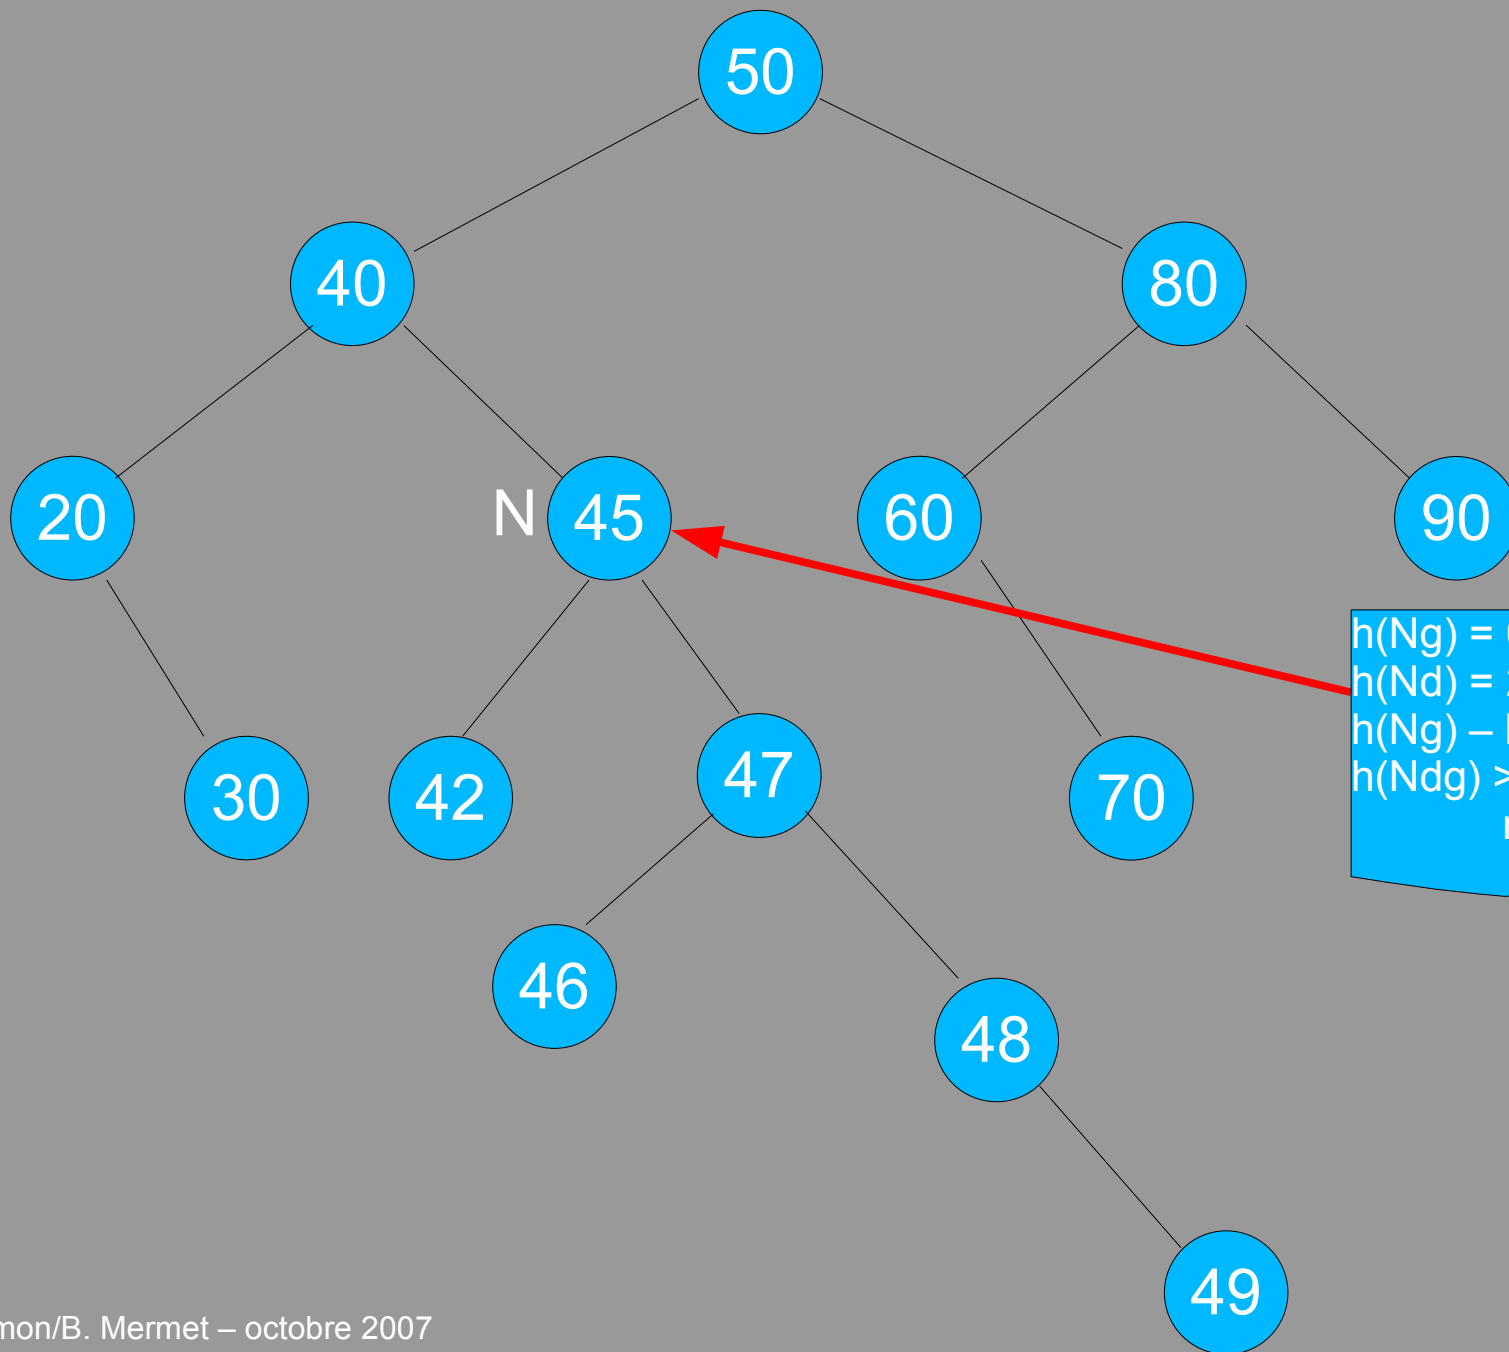 50
40
80
20
N 45
60
90
h(Ng) =
h(Nd) =
h(Ng) –
h(Ndg) >
30
42
47
70
46
48
49
mon/B. Mermet – octobre 2007